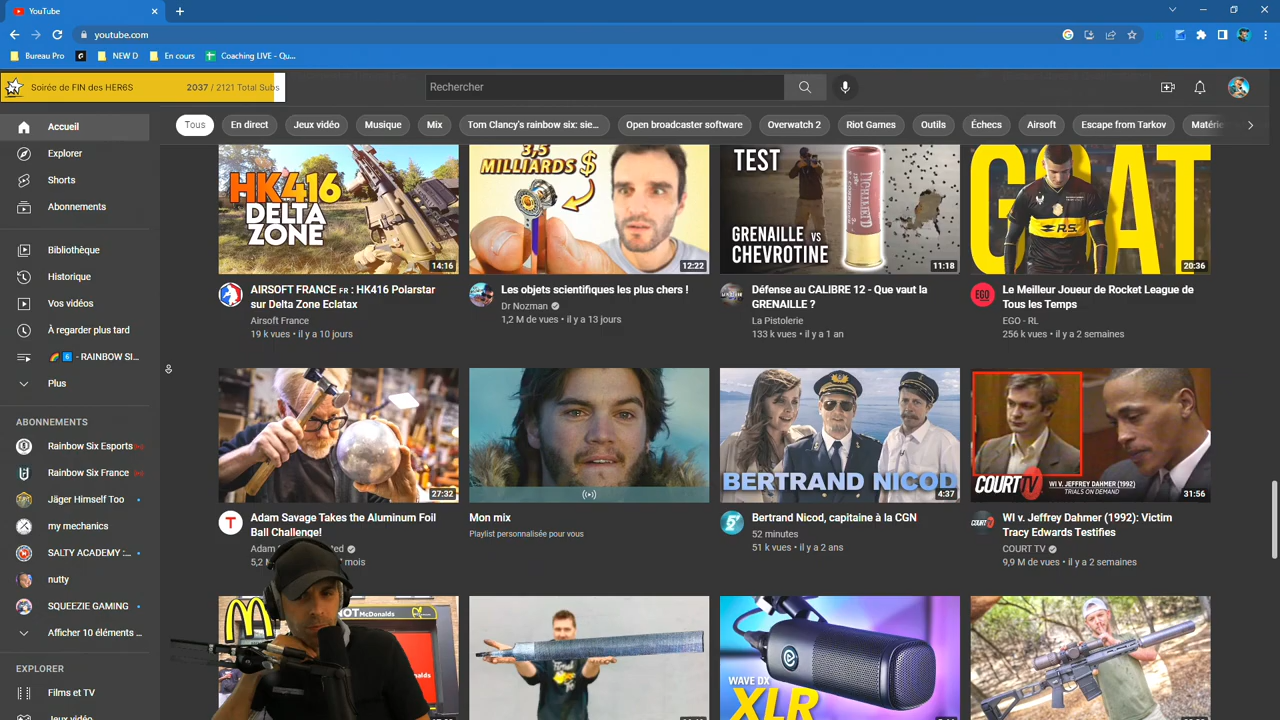 YouTube
youtube.com
Bureau Pro
NEW D
En cours
Coaching LIVE - Qu...
Soirée de FIN des HER6S
2037 / 2121 Total Subs
Rechercher
Tous
En direct
Jeux vidéo
Musique
Mix
Tom Clancy's rainbow six: sie...
Open broadcaster software
Overwatch 2
Riot Games
Outils
Échecs
Airsoft
Escape from Tarkov
Matérie
Accueil
Explorer
Shorts
Abonnements
Bibliothèque
Historique
Vos vidéos
À regarder plus tard
6 - RAINBOW SI...
Plus
ABONNEMENTS
Rainbow Six Esports
Rainbow Six France
Jäger Himself Too
my mechanics
SALTY ACADEMY :...
nutty
SQUEEZIE GAMING
Afficher 10 éléments ...
EXPLORER
Films et TV
Jeux vidéo
HK416
DELTA
ZONE
14:16
AIRSOFT FRANCE FR : HK416 Polarstar
sur Delta Zone Eclatax
Airsoft France
19 k vues • il y a 10 jours
3,5
MILLIARDS $
12:22
Les objets scientifiques les plus chers !
Dr Nozman
1,2 M de vues • il y a 13 jours
TEST
GRENAILLE VS
CHEVROTINE
11:18
Défense au CALIBRE 12 - Que vaut la
GRENAILLE ?
La Pistolerie
133 k vues • il y a 1 an
GOAT
R.S.
20:36
EGO
Le Meilleur Joueur de Rocket League de
Tous les Temps
EGO - RL
256 k vues • il y a 2 semaines
27:32
T
Adam Savage Takes the Aluminum Foil
Ball Challenge!
Mon mix
Playlist personnalisée pour vous
BERTRAND NICOD
4:37
Bertrand Nicod, capitaine à la CGN
52 minutes
51 k vues • il y a 2 ans
COURT TV
WI V. JEFFREY DAHMER (1992)
TRIALS ON DEMAND
31:56
WI v. Jeffrey Dahmer (1992): Victim
Tracy Edwards Testifies
COURT TV
9,9 M de vues • il y a 2 semaines
NOT McDonalds
WAVE DX
XLR